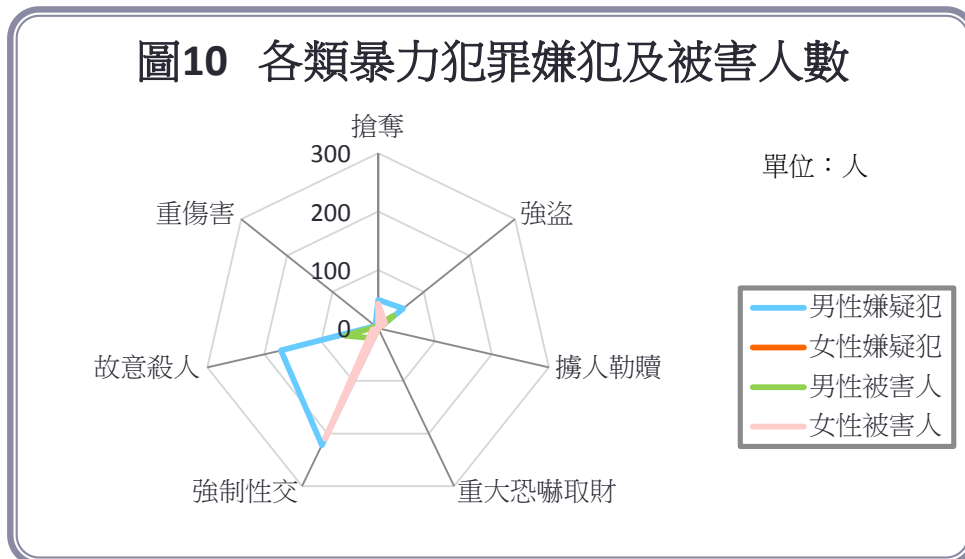 圖10 各類暴力犯罪嫌犯及被害人數
單位：人
搶奪
強盜
擄人勒贖
重大恐嚇取財
強制性交
故意殺人
重傷害
300
200
100
0
男性嫌疑犯
女性嫌疑犯
男性被害人
女性被害人